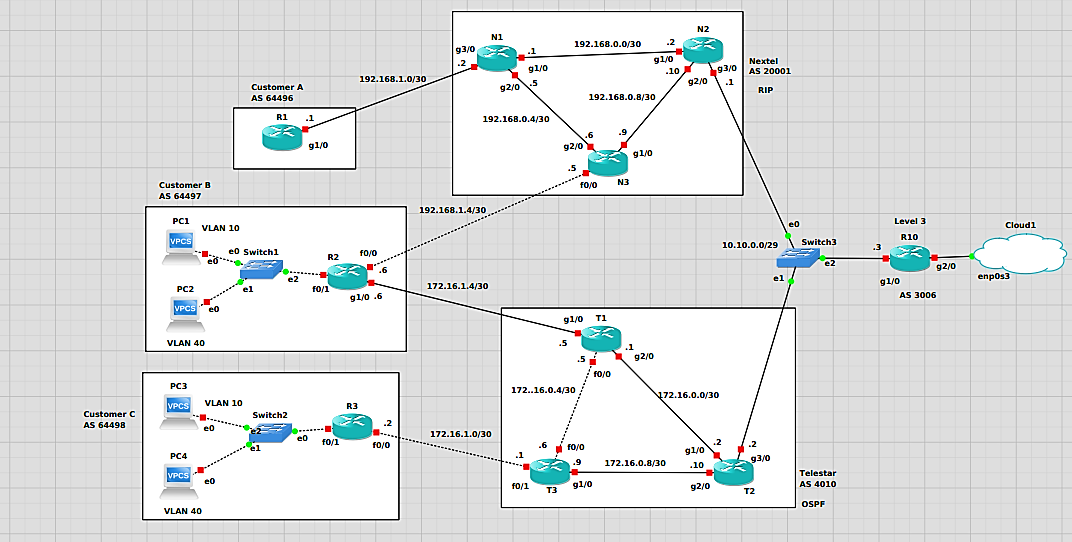 N1
g3/0
.2
.1
g1/0
.5
g2/0
192.168.0.0/30
N2
.2
g1/0
.10
g2/0
g3/0
.1
Nextel
AS 20001
RIP
192.168.1.0/30
192.168.0.8/30
192.168.0.4/30
.6
g2/0
.9
g1/0
.5
f0/0
N3
Customer A
AS 64496
R1
.1
g1/0
Customer B
AS 64497
PC1
VLAN 10
VPCS
e0
e0
Switch1
e1
e2
PC2
VPCS
e0
VLAN 40
R2
f0/1
f0/0
.6
g1/0
.6
192.168.1.4/30
172.16.1.4/30
10.10.0.0/29
e0
Switch3
e2
e1
Level 3
R10
.3
g1/0
g2/0
AS 3006
Cloud1
enp0s3
T1
g1/0
.5
.1
g2/0
.5
f0/0
172..16.0.4/30
172.16.0.0/30
Customer C
AS 64498
PC3
VLAN 10
VPCS
e0
Switch2
e2
e1
e0
PC4
VPCS
e0
VLAN 40
R3
f0/1
.2
f0/0
172.16.1.0/30
.1
f0/1
.6
f0/0
.9
g1/0
T3
172.16.0.8/30
.2
g1/0
.10
g2/0
.2
g3/0
T2
Telestar
AS 4010
OSPF